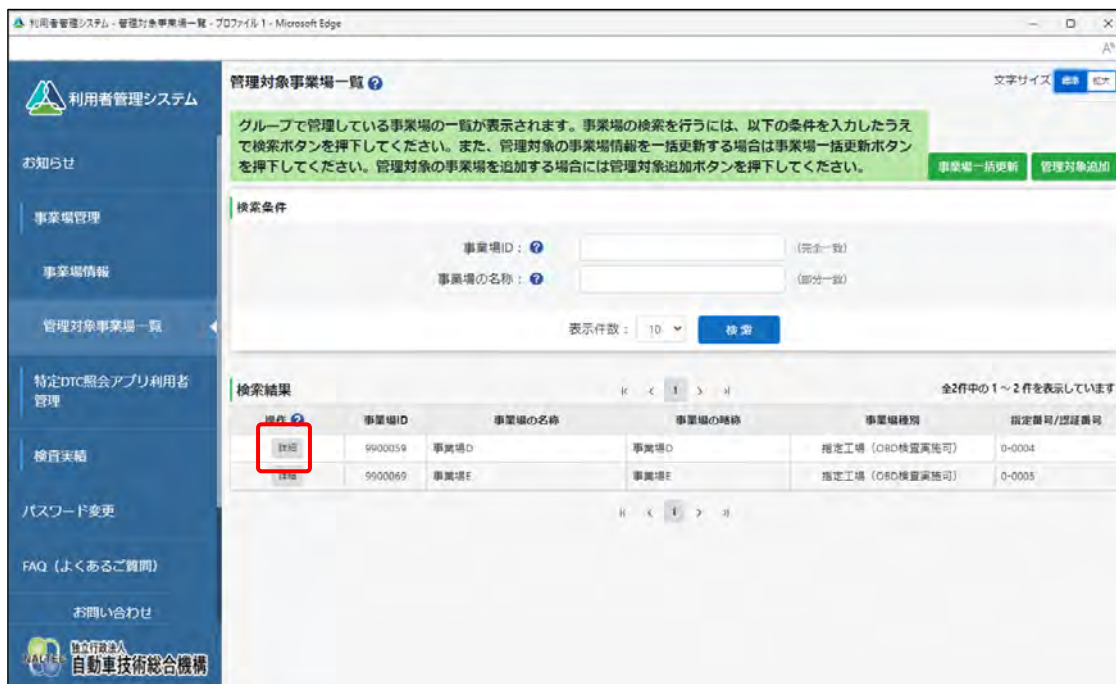 利用者管理システム - 管理対象事業場一覧 - プロファイル 1 - Microsoft Edge
利用者管理システム
管理対象事業場一覧
文字サイズ 標準 拡大
グループで管理している事業場の一覧が表示されます。事業場の検索を行うには、以下の条件を入力したうえ
で検索ボタンを押下してください。また、管理対象の事業場情報を一括更新する場合は事業場一括更新ボタン
を押下してください。管理対象の事業場を追加する場合には管理対象追加ボタンを押下してください。
事業場一括更新 管理対象追加
お知らせ
事業場管理
事業場情報
管理対象事業場一覧
特定DTC照会アプリ利用者
管理
検査実績
パスワード変更
FAQ（よくあるご質問）
お問い合わせ
NALTEC 独立行政法人
自動車技術総合機構
検索条件
事業場ID： (完全一致)
事業場の名称： (部分一致)
表示件数： 10 検索
検索結果 1 全2件中の 1 ～ 2 件を表示しています
操作 事業場ID 事業場の名称 事業場の略称 事業場種別 指定番号/認証番号
詳細 9900059 事業場D 事業場D 指定工場（OBD検査実施可） 0-0004
詳細 9900069 事業場E 事業場E 指定工場（OBD検査実施可） 0-0005
1